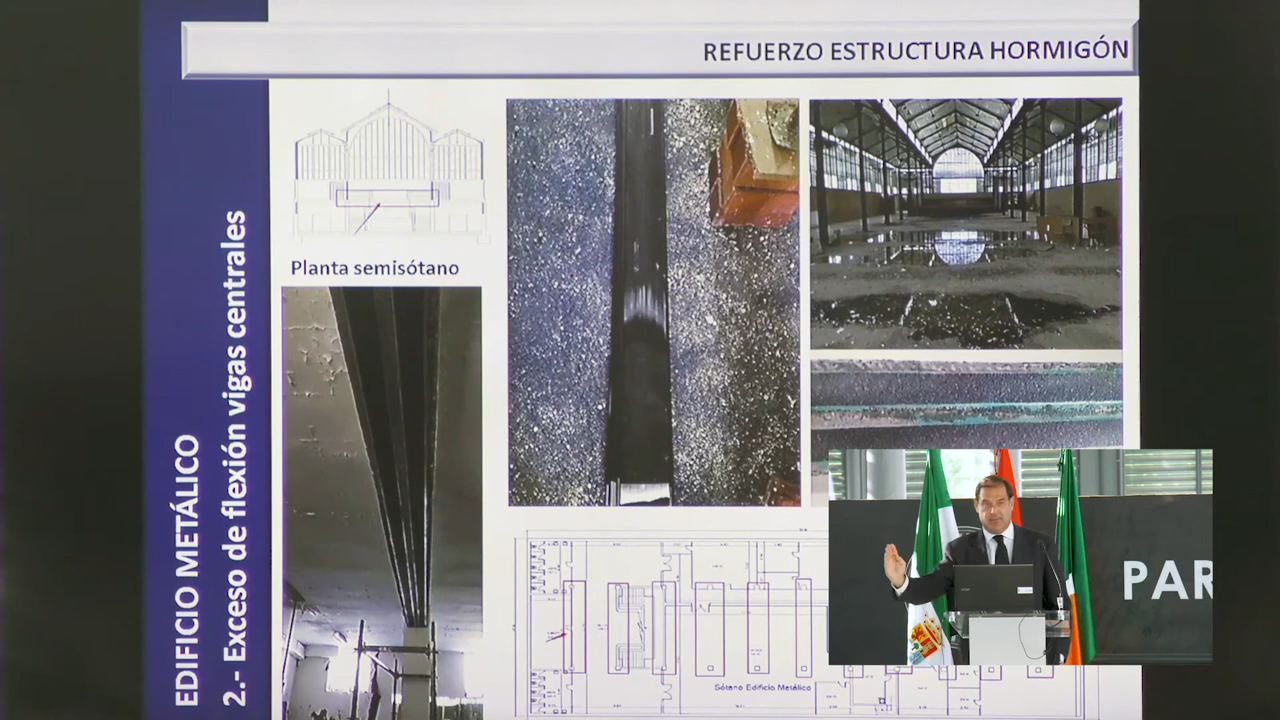 REFUERZO ESTRUCTURA HORMIGÓN
EDIFICIO METÁLICO
2.- Exceso de flexión vigas centrales
Planta semisótano
Sótano Edificio Metálico
PAR